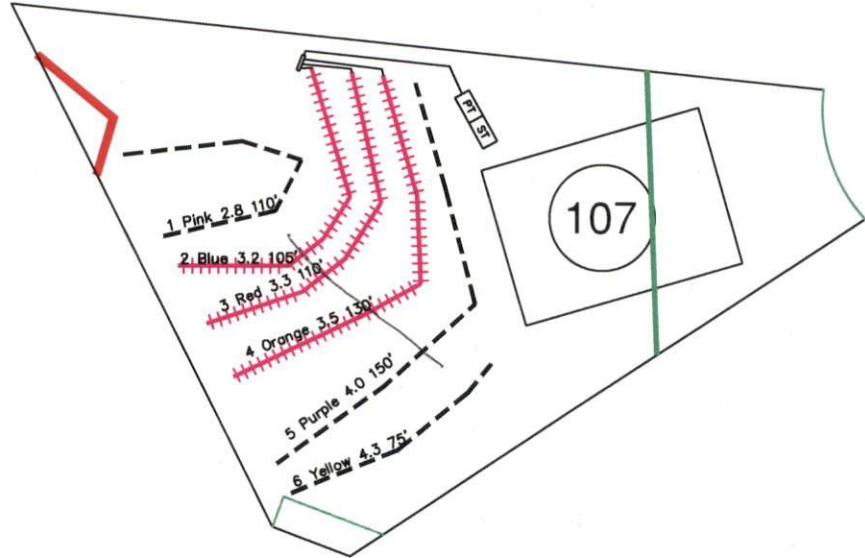 PT
ST
107
1 Pink 2.8 110'
2 Blue 3.2 105'
3 Red 3.3 110'
4 Orange 3.5 130'
5 Purple 4.0 150'
6 Yellow 4.3 75'